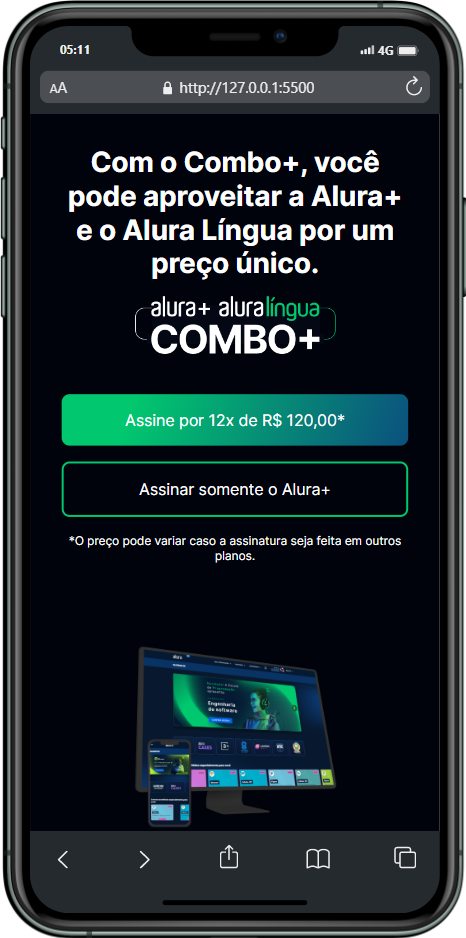 05:11
4G
AA
http://127.0.0.1:5500
Com o Combo+, você
pode aproveitar a Alura+
e o Alura Língua por um
preço único.
alura+ aluralíngua
COMBO+
Assine por 12x de R$ 120,00*
Assinar somente o Alura+
*O preço pode variar caso a assinatura seja feita em outros
planos.
alura
Engenharia
de software